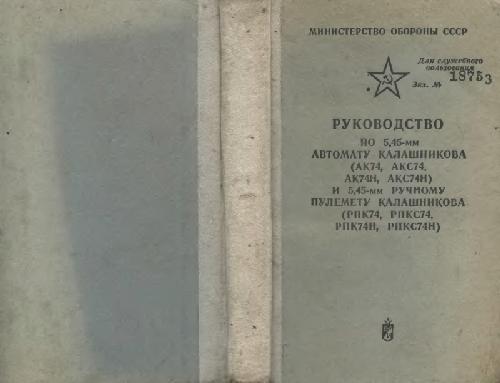 МИНИСТЕРСТВО ОБОРОНЫ СССР
Для служебного
пользования
Экз. №
18753
РУКОВОДСТВО
ПО 5,45-мм
АВТОМАТУ КАЛАШНИКОВА
(АК74, АКС74,
АК74Н, АКС74Н)
И 5,45-мм РУЧНОМУ
ПУЛЕМЕТУ КАЛАШНИКОВА
(РПК74, РПКС74,
РПК74Н, РПКС74Н)